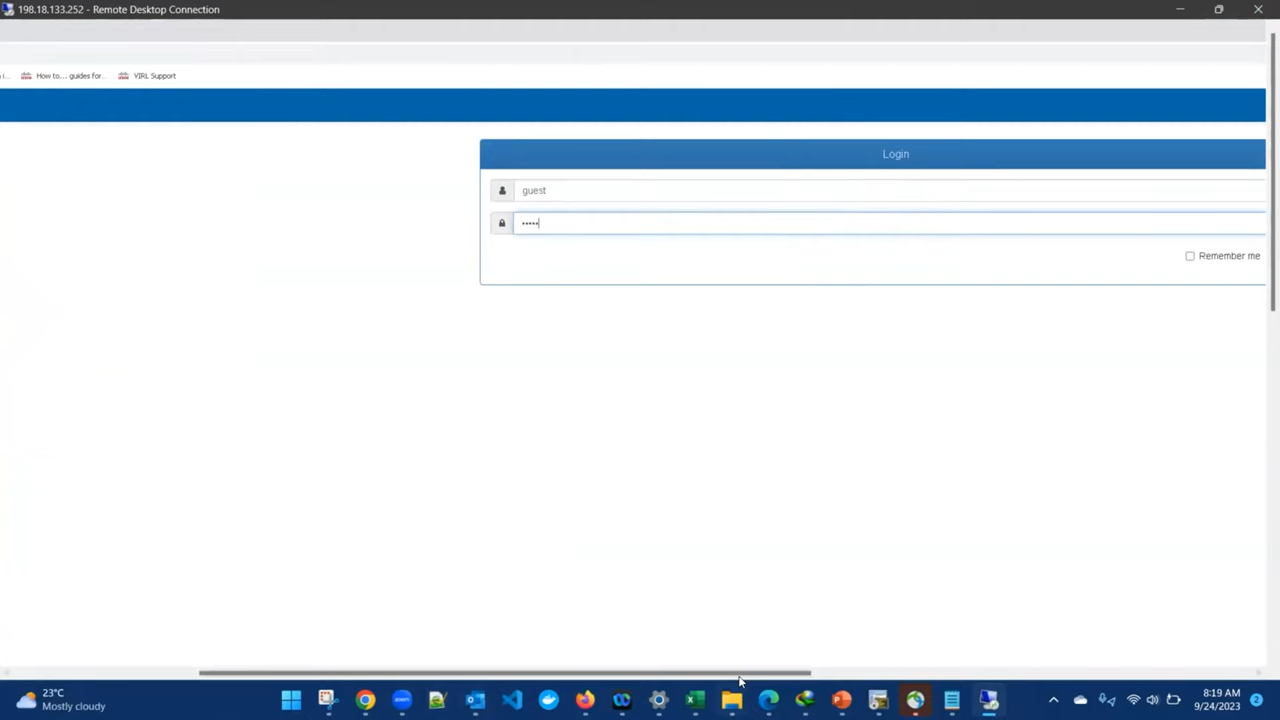 198.18.133.252 - Remote Desktop Connection
i... How to... guides for... VIRL Support
Login
guest
•••••
Remember me
23°C
Mostly cloudy
8:19 AM
9/24/2023
2